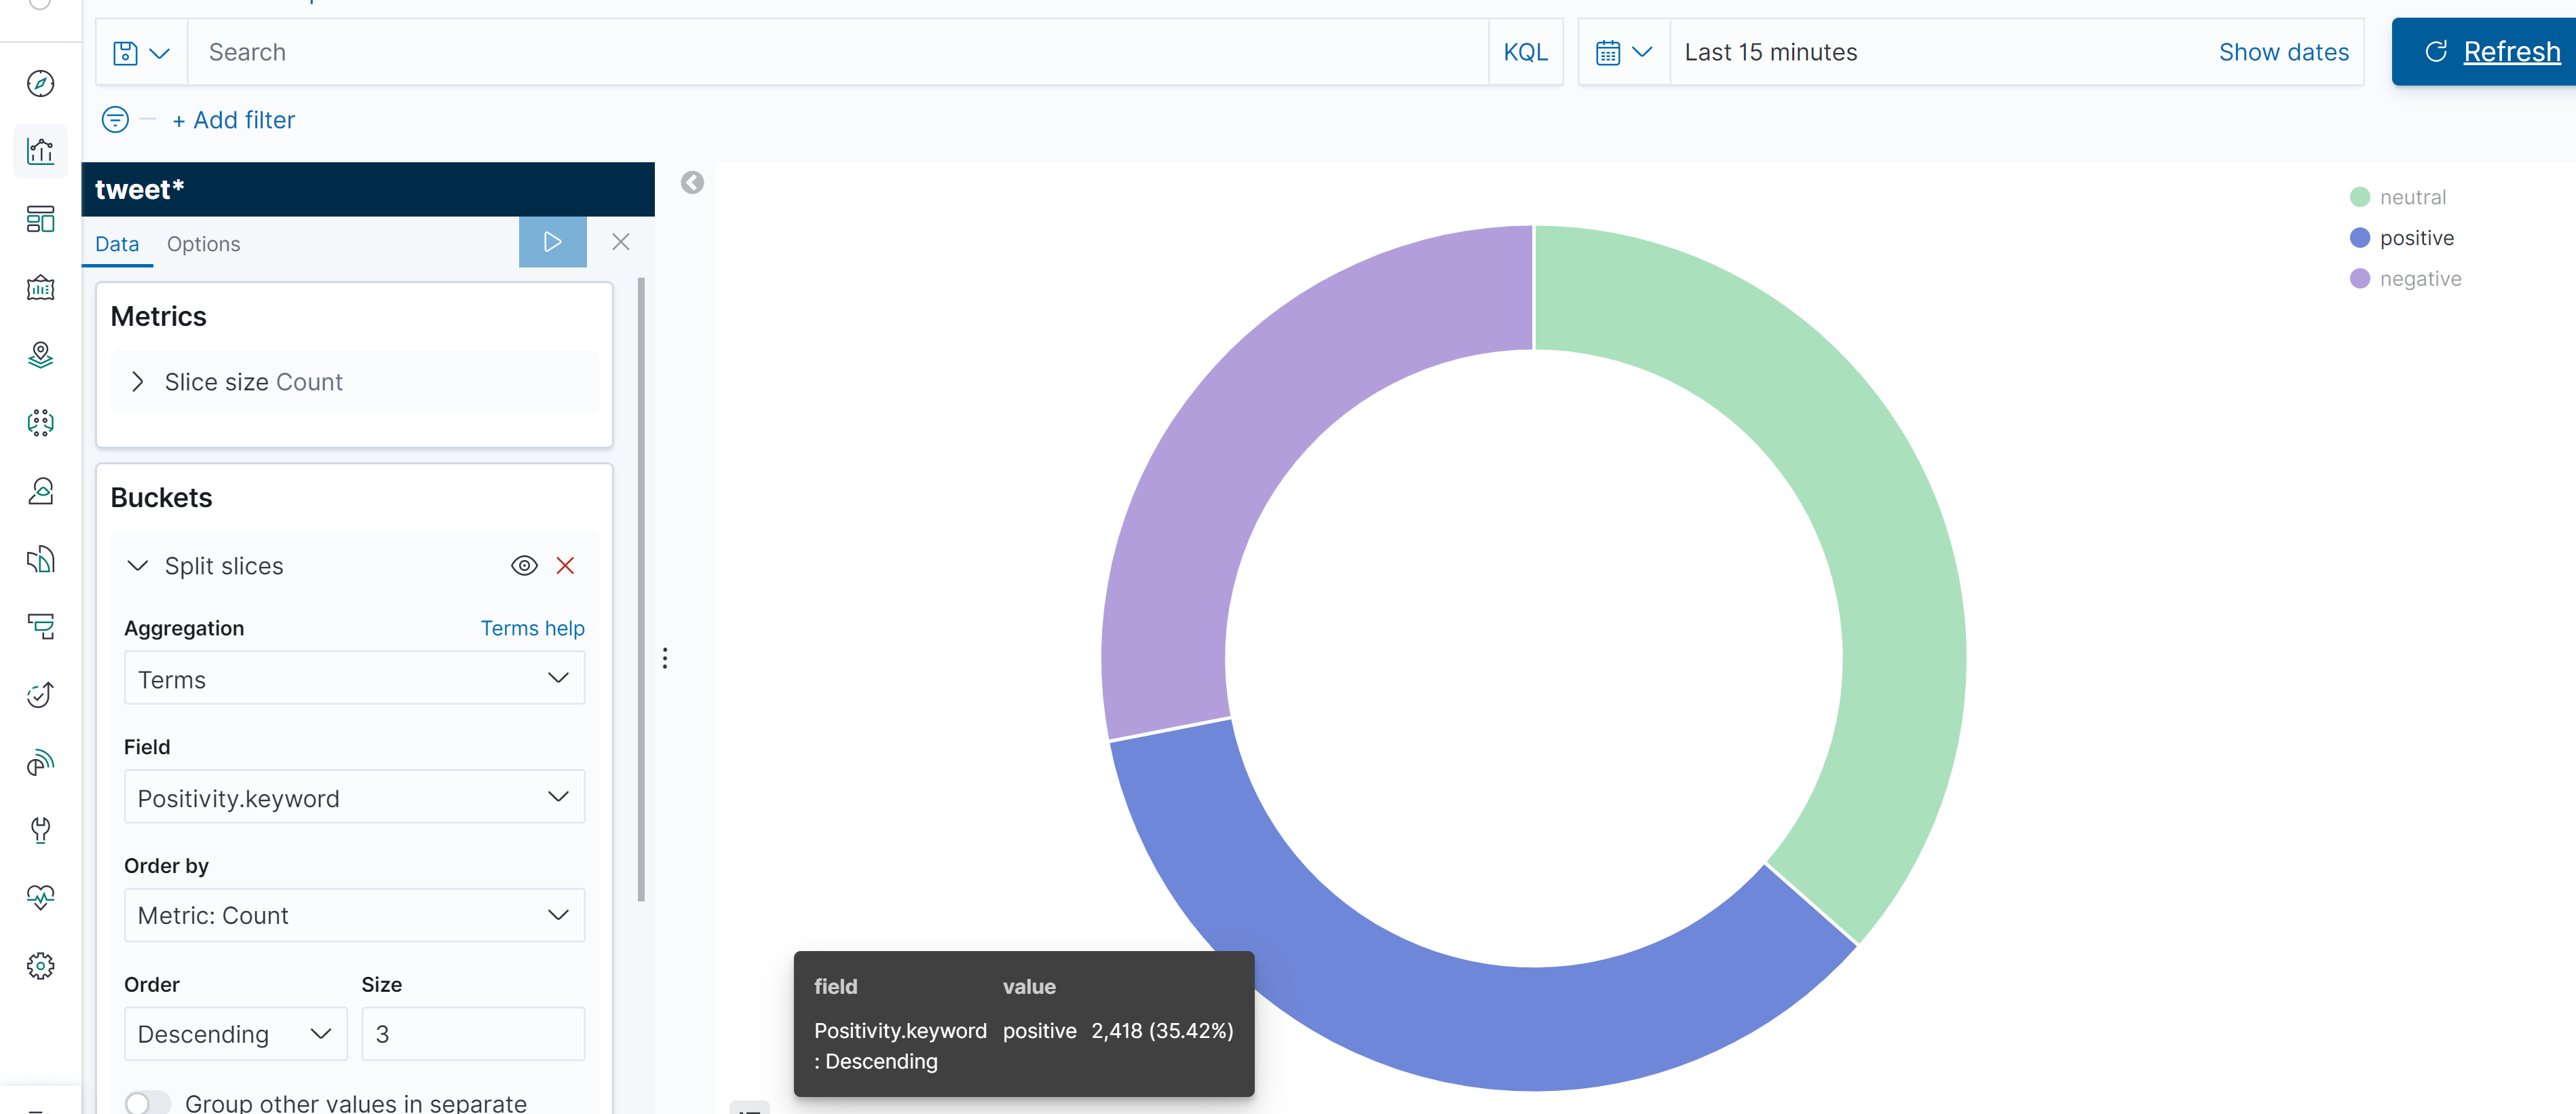 Search
KQL
Last 15 minutes
Show dates
Refresh
+ Add filter
tweet*
Data
Options
Metrics
Slice size Count
Buckets
Split slices
Aggregation
Terms help
Terms
Field
Positivity.keyword
Order by
Metric: Count
Order
Size
Descending
3
Group other values in separate
neutral
positive
negative
field value
Positivity.keyword positive 2,418 (35.42%)
: Descending